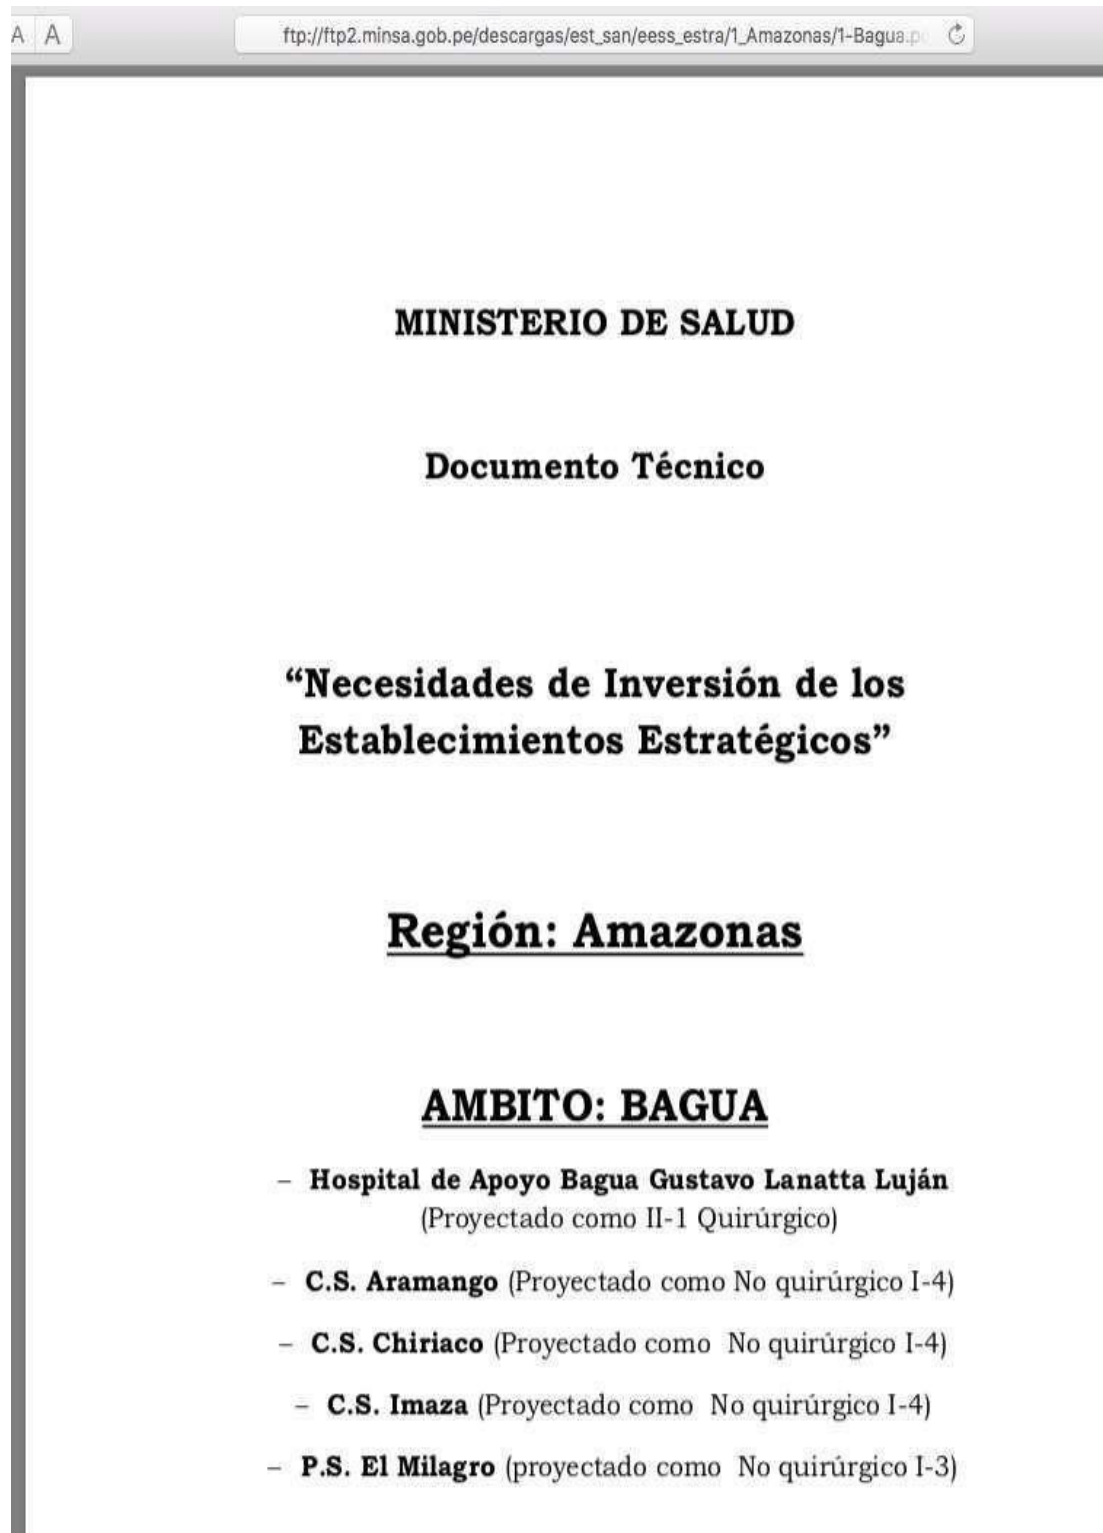 A A
ftp://ftp2.minsa.gob.pe/descargas/est_san/eess_estra/1_Amazonas/1-Bagua.p
MINISTERIO DE SALUD
Documento Técnico
“Necesidades de Inversión de los
Establecimientos Estratégicos”
Región: Amazonas
AMBITO: BAGUA
– Hospital de Apoyo Bagua Gustavo Lanatta Luján
(Proyectado como II-1 Quirúrgico)
– C.S. Aramango (Proyectado como No quirúrgico I-4)
– C.S. Chiriaco (Proyectado como No quirúrgico I-4)
– C.S. Imaza (Proyectado como No quirúrgico I-4)
– P.S. El Milagro (proyectado como No quirúrgico I-3)